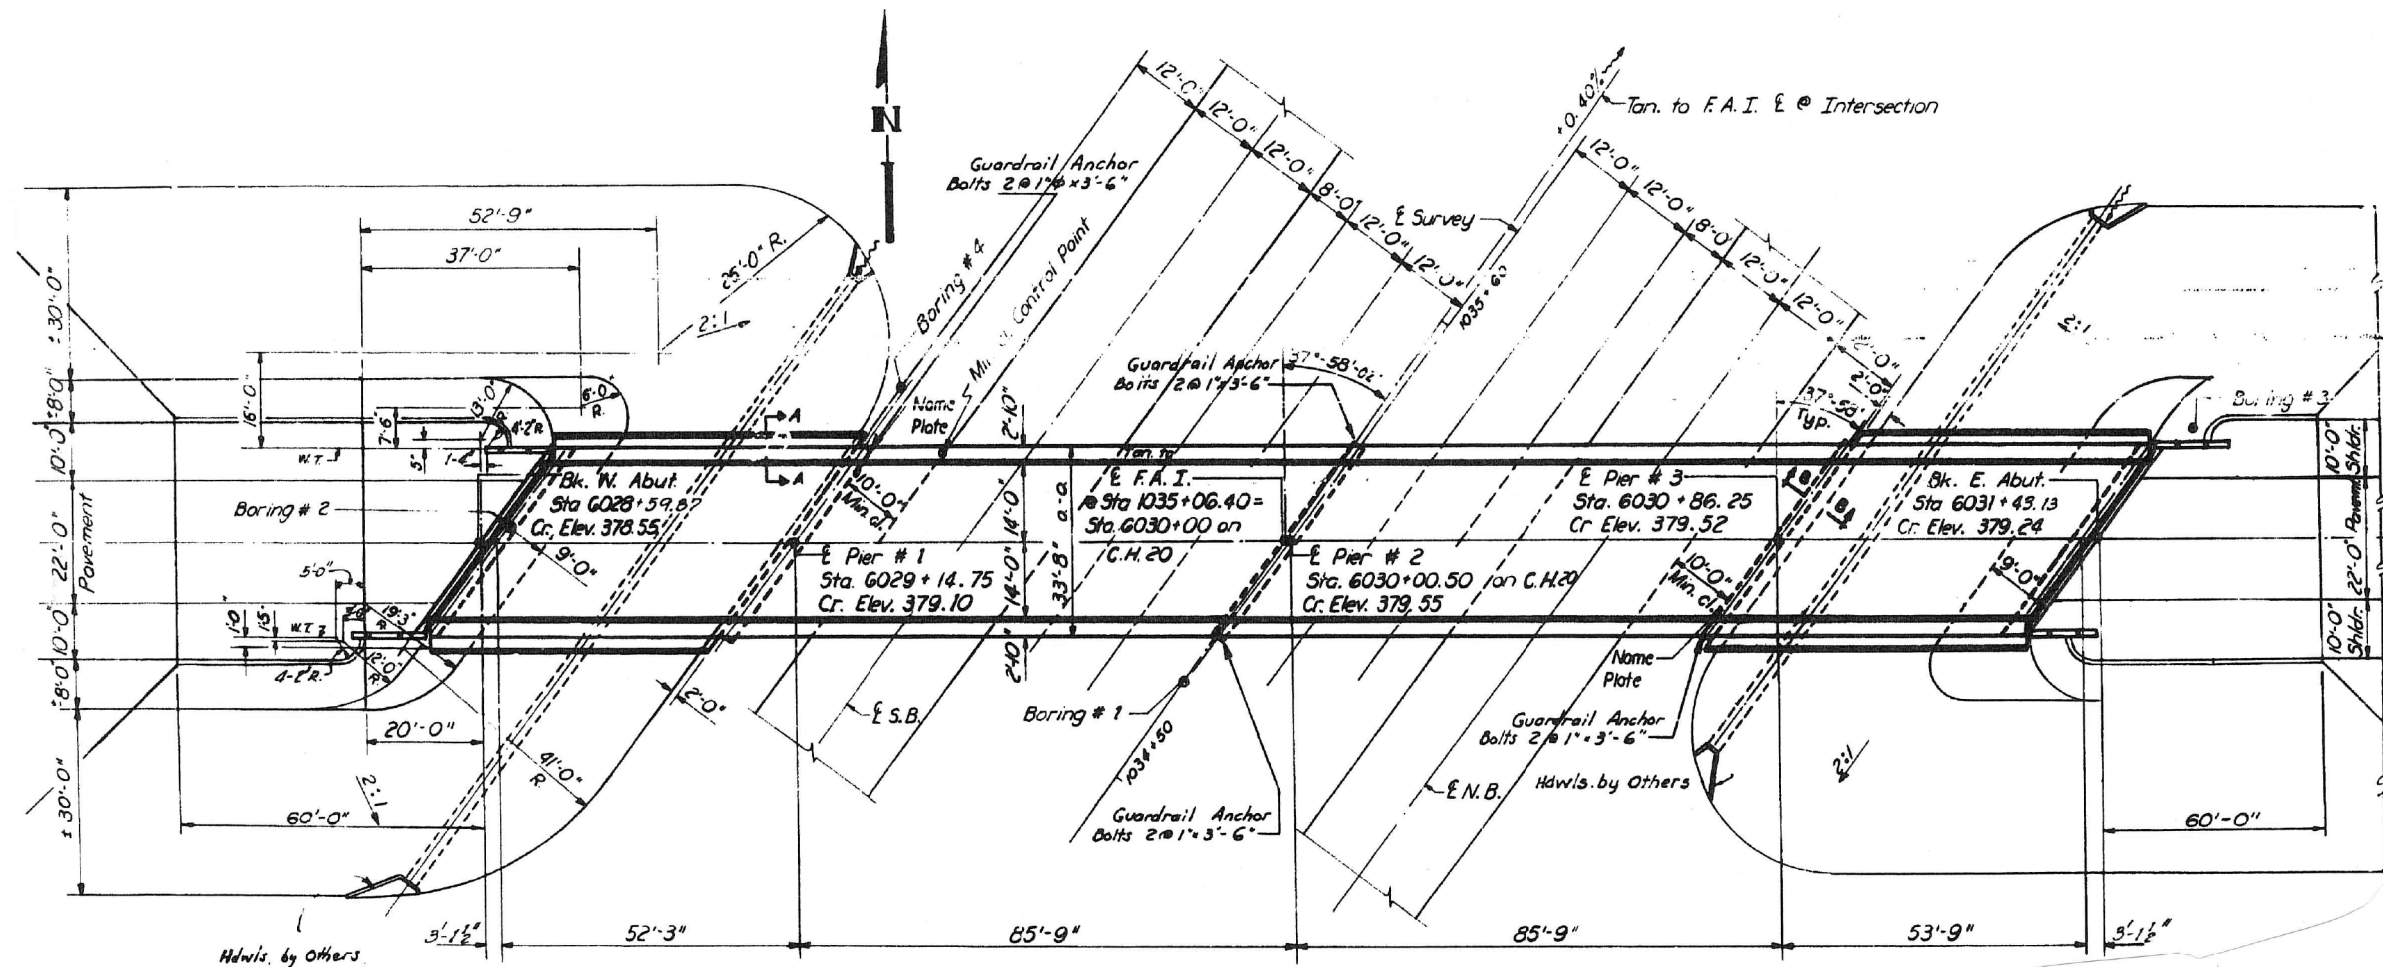 N
12'-0"
12'-0"
12'-0"
8'-0"
12'-0"
12'-0"
+0.40%
Tan. to F.A.I. ℄ @ Intersection
12'-0"
12'-0"
8'-0"
12'-0"
12'-0"
Guardrail Anchor
Bolts 2@1"ϕ x3'-6"
℄ Survey
1035+60
52'-9"
37'-0"
25'-0" R.
2:1
Boring #4
Control Point
2:1
± 30'-0"
16'-0"
13'-0"
R.
6'-0"
R.
7'-6"
4'-2"R.
Guardrail Anchor
Bolts 2@1"x3'-6"
37°-58'-02"
2'-0"
Typ.
Boring #3
Name
Plate
2'-10"
±8'-0"
10'-0"
22'-0"
Pavement
10'-0"
±8'-0"
± 30'-0"
W.T.
5"
A
A
Bk. W. Abut.
Sta 6028+59.87
Cr. Elev. 378.55
Boring #2
9'-0"
10'-0"
Min. cl.
14'-0"
14'-0"
33'-8" o.-o.
Tan. to
℄ F.A.I.
@ Sta 1035+06.40=
Sta. 6030+00 on
C.H.20
℄ Pier #3
Sta. 6030+86.25
Cr Elev. 379.52
B
B
Bk. E. Abut.
Sta 6031+43.13
Cr. Elev. 379.24
10'-0"
Shldr.
22'-0" Pavem't
10'-0"
Shldr.
℄ Pier #1
Sta. 6029+14.75
Cr. Elev. 379.10
℄ Pier #2
Sta. 6030+00.50 on C.H.20
Cr. Elev. 379.55
10'-0"
Min. cl.
9'-0"
5'-0"
1'-0"
W.T.
19'-3"
R.
12'-0"
R.
4'-2"R.
20'-0"
41'-0"
R.
2:1
60'-0"
2'-0"
℄ S.B.
Boring #1
1034+50
Name
Plate
Guardrail Anchor
Bolts 2@1"x3'-6"
℄ N.B.
Hdwls. by Others
2:1
Guardrail Anchor
Bolts 2@1"x3'-6"
60'-0"
3'-1½"
52'-3"
85'-9"
85'-9"
53'-9"
3'-1½"
Hdwls. by Others